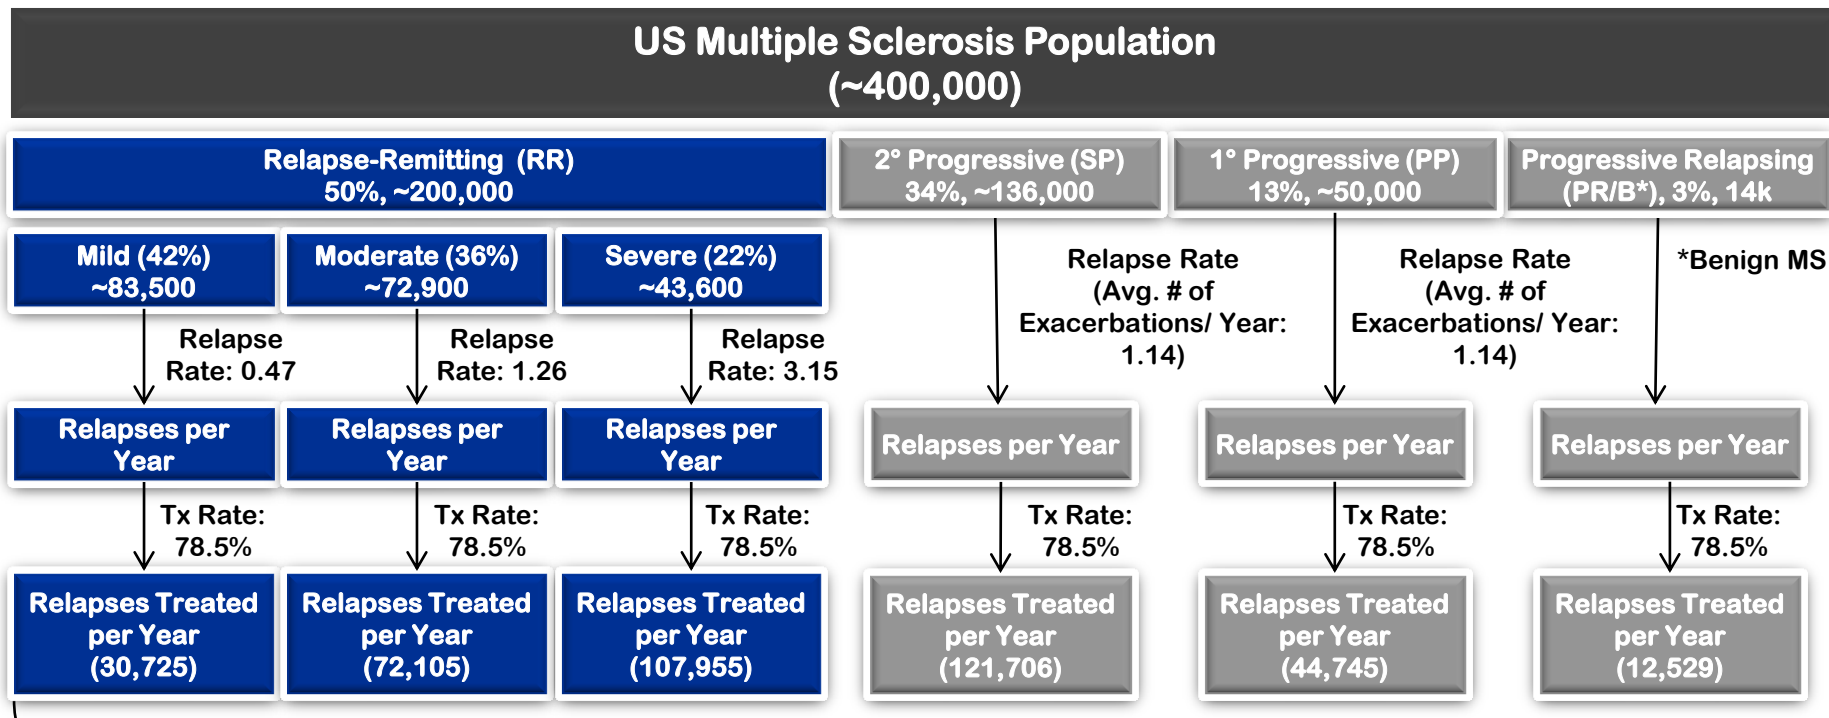 US Multiple Sclerosis Population
(~400,000)
Relapse-Remitting (RR)
50%, ~200,000
2° Progressive (SP)
34%, ~136,000
1° Progressive (PP)
13%, ~50,000
Progressive Relapsing
(PR/B*), 3%, 14k
Mild (42%)
~83,500
Moderate (36%)
~72,900
Severe (22%)
~43,600
Relapse Rate
(Avg. # of
Exacerbations/ Year:
1.14)
Relapse Rate
(Avg. # of
Exacerbations/ Year:
1.14)
*Benign MS
Relapse
Rate: 0.47
Relapse
Rate: 1.26
Relapse
Rate: 3.15
Relapses per
Year
Relapses per
Year
Relapses per
Year
Relapses per Year
Relapses per Year
Relapses per Year
Tx Rate:
78.5%
Tx Rate:
78.5%
Tx Rate:
78.5%
Tx Rate:
78.5%
Tx Rate:
78.5%
Tx Rate:
78.5%
Relapses Treated
per Year
(30,725)
Relapses Treated
per Year
(72,105)
Relapses Treated
per Year
(107,955)
Relapses Treated
per Year
(121,706)
Relapses Treated
per Year
(44,745)
Relapses Treated
per Year
(12,529)